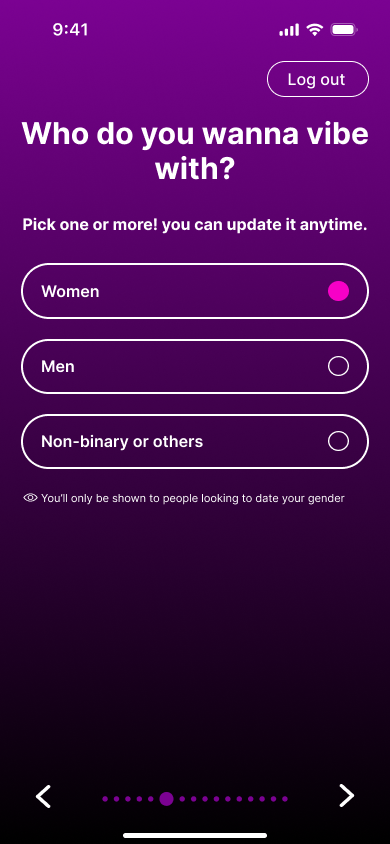 9:41
Log out
Who do you wanna vibe
with?
Pick one or more! you can update it anytime.
Women
Men
Non-binary or others
You'll only be shown to people looking to date your gender